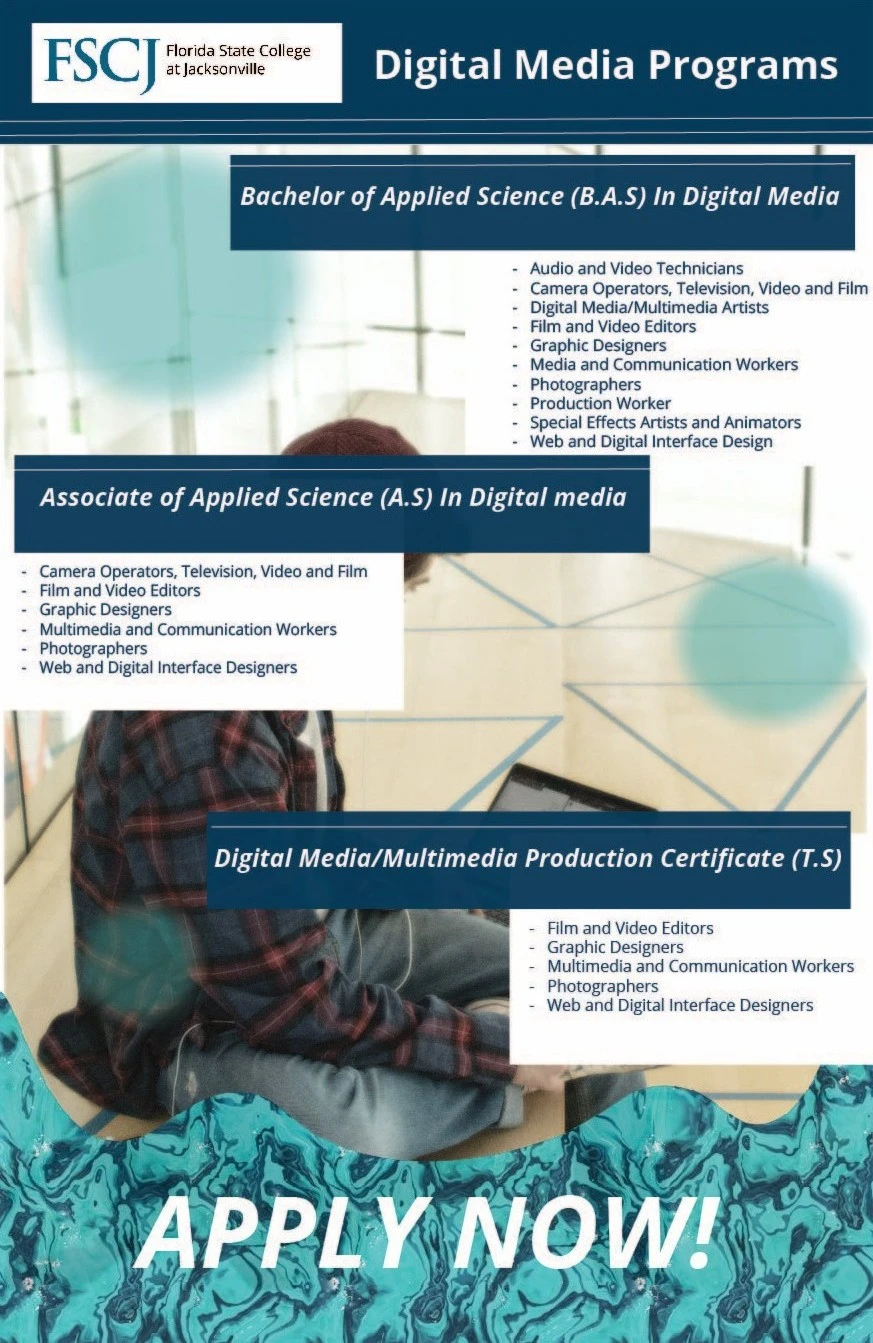 FSCJ Florida State College
at Jacksonville
Digital Media Programs
Bachelor of Applied Science (B.A.S) In Digital Media
- Audio and Video Technicians
- Camera Operators, Television, Video and Film
- Digital Media/Multimedia Artists
- Film and Video Editors
- Graphic Designers
- Media and Communication Workers
- Photographers
- Production Worker
- Special Effects Artists and Animators
- Web and Digital Interface Design
Associate of Applied Science (A.S) In Digital media
- Camera Operators, Television, Video and Film
- Film and Video Editors
- Graphic Designers
- Multimedia and Communication Workers
- Photographers
- Web and Digital Interface Designers
Digital Media/Multimedia Production Certificate (T.S)
- Film and Video Editors
- Graphic Designers
- Multimedia and Communication Workers
- Photographers
- Web and Digital Interface Designers
APPLY NOW!